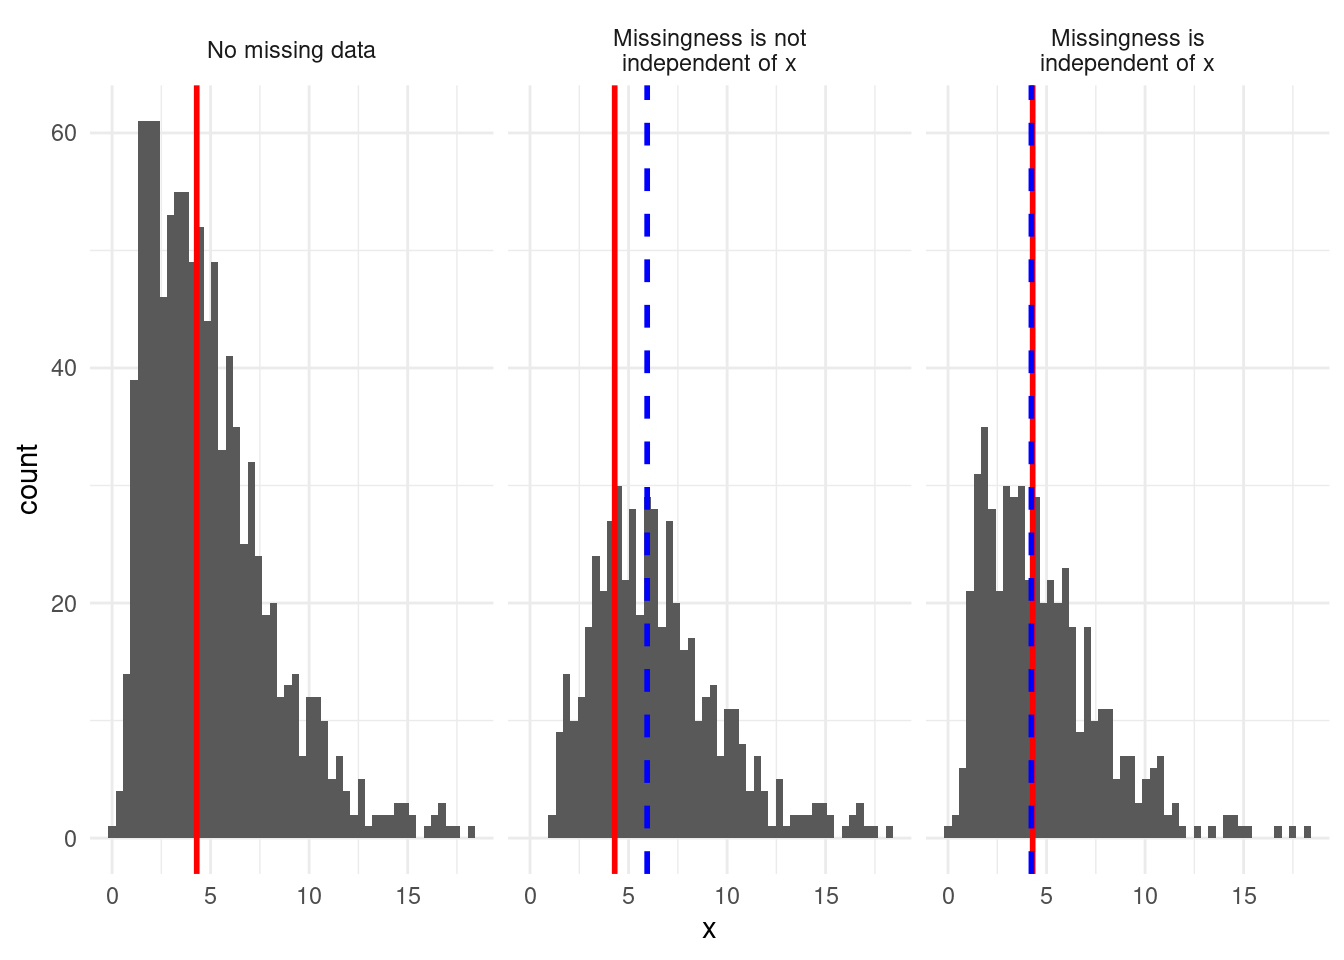 No missing data
Missingness is not
independent of x
Missingness is
independent of x
60
40
20
0
count
0 5 10 15
0 5 10 15
0 5 10 15
x